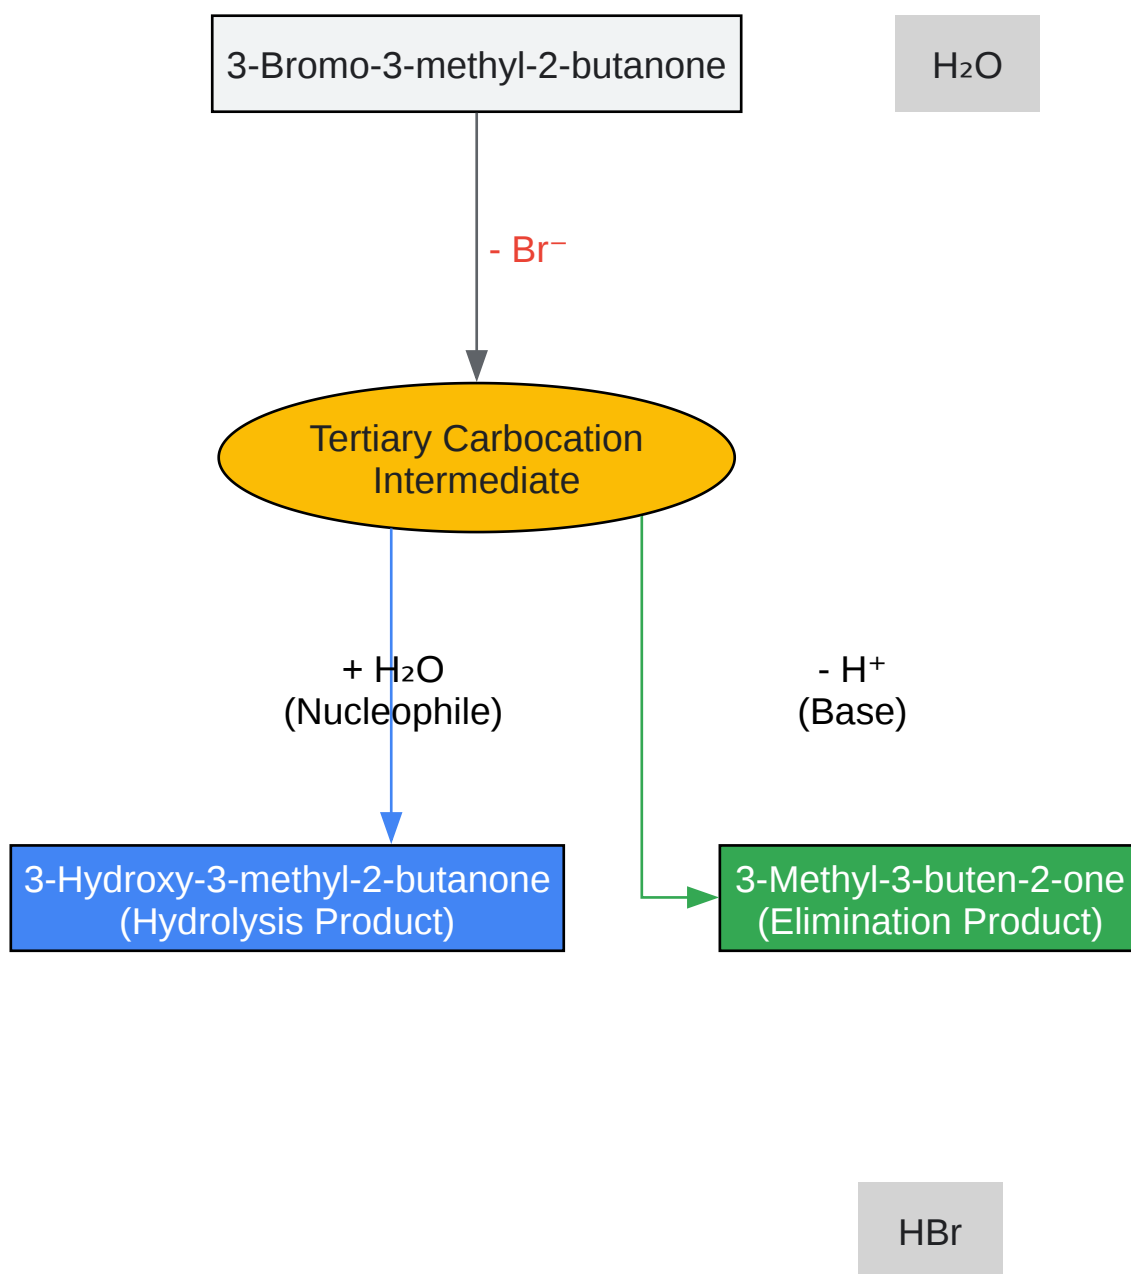 3-Bromo-3-methyl-2-butanone
H₂O
- Br⁻
Tertiary Carbocation
Intermediate
+ H₂O
(Nucleophile)
- H⁺
(Base)
3-Hydroxy-3-methyl-2-butanone
(Hydrolysis Product)
3-Methyl-3-buten-2-one
(Elimination Product)
HBr